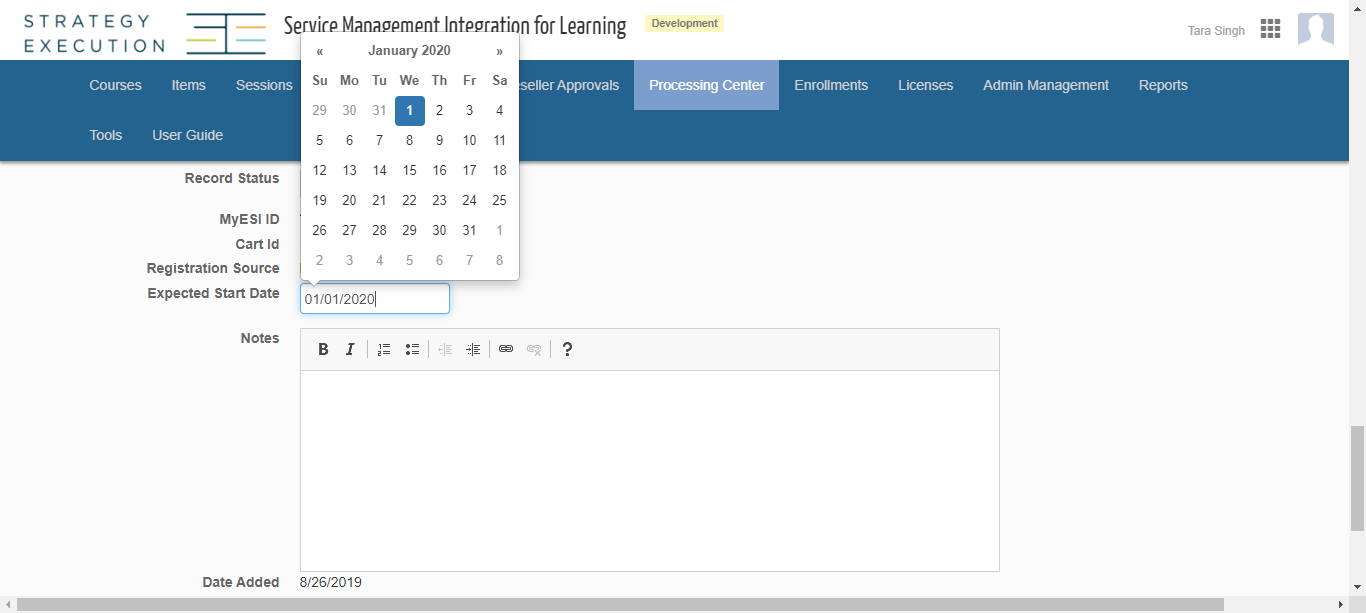 STRATEGY
EXECUTION
Service Management Integration for Learning
Development
Tara Singh
Courses Items Sessions eseller Approvals Processing Center Enrollments Licenses Admin Management Reports
Tools User Guide
« January 2020 »
Su Mo Tu We Th Fr Sa
29 30 31 1 2 3 4
5 6 7 8 9 10 11
12 13 14 15 16 17 18
19 20 21 22 23 24 25
26 27 28 29 30 31 1
2 3 4 5 6 7 8
Record Status
MyESI ID
Cart Id
Registration Source
Expected Start Date 01/01/2020
Notes
B I ?
Date Added 8/26/2019